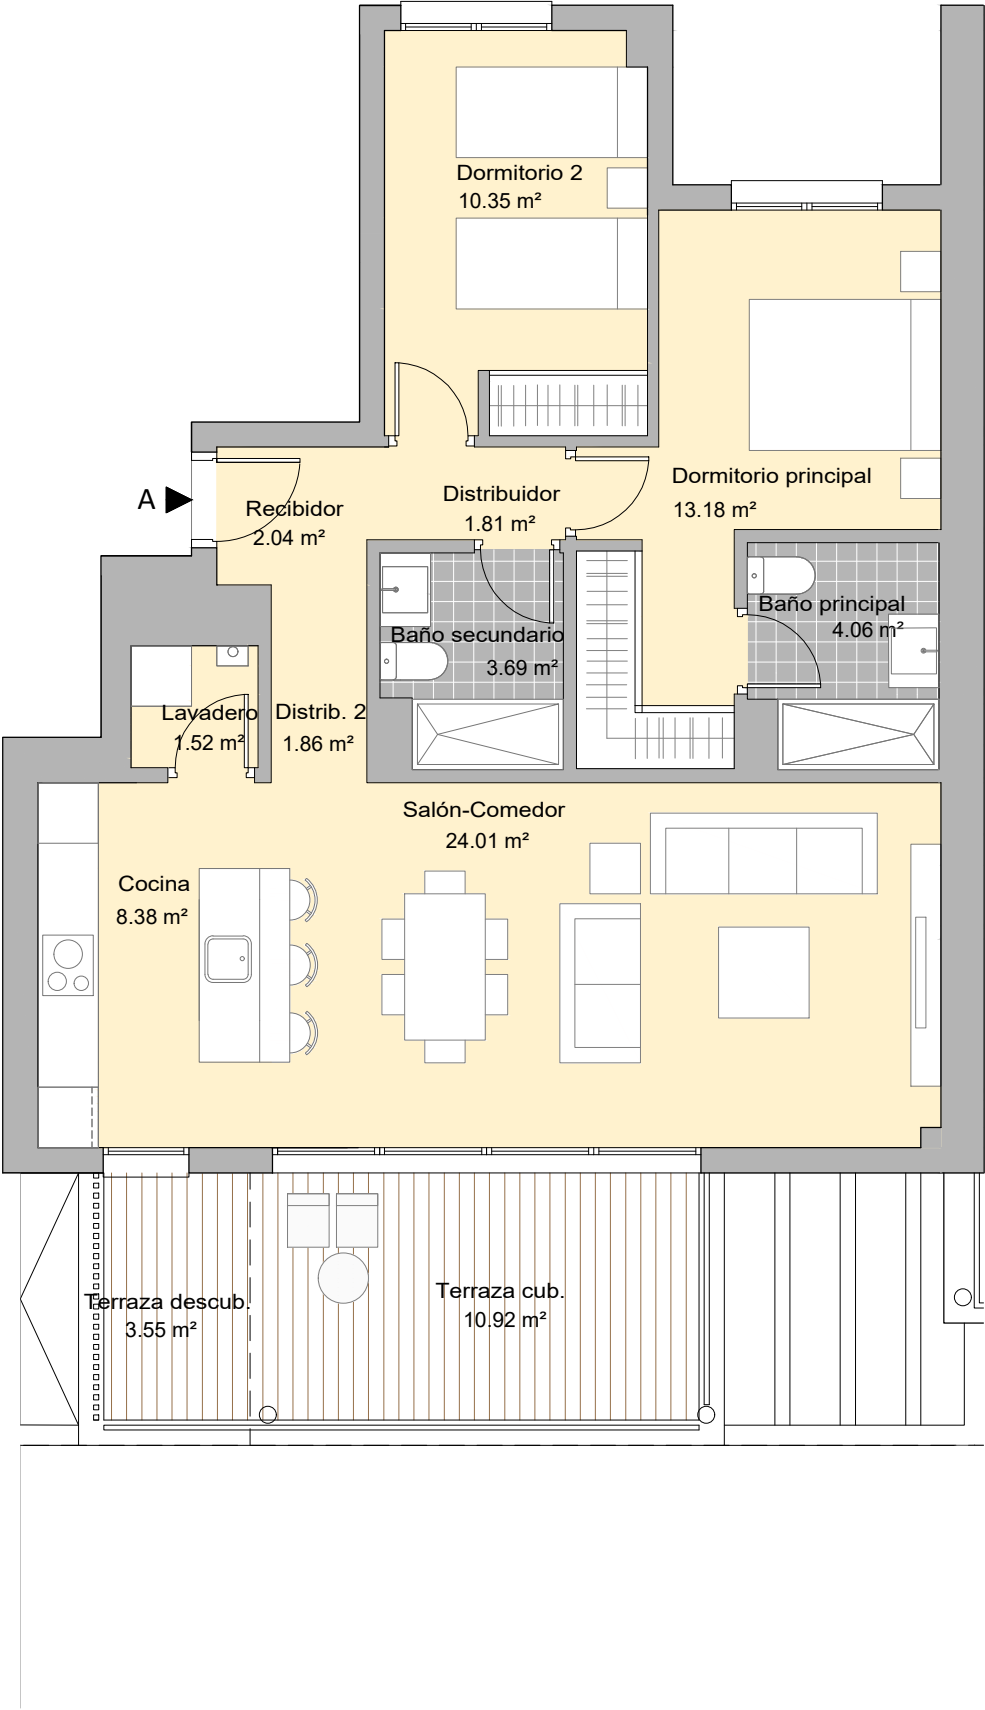 Dormitorio 2
10.35 m²
Dormitorio principal
13.18 m²
A
Recibidor
2.04 m²
Distribuidor
1.81 m²
Baño principal
4.06 m²
Baño secundario
3.69 m²
Lavadero
1.52 m²
Distrib. 2
1.86 m²
Salón-Comedor
24.01 m²
Cocina
8.38 m²
Terraza descub.
3.55 m²
Terraza cub.
10.92 m²